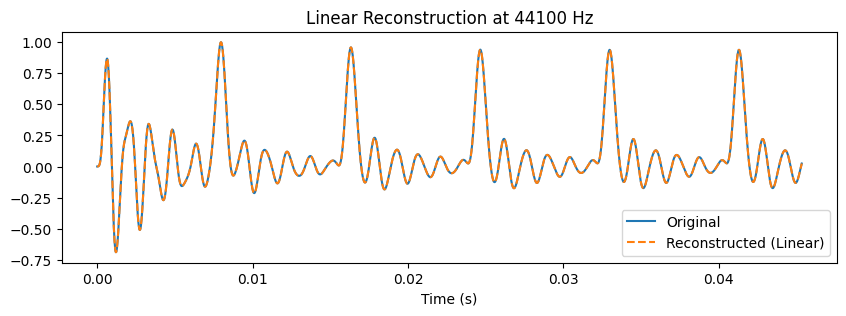 Linear Reconstruction at 44100 Hz
1.00
0.75
0.50
0.25
0.00
−0.25
−0.50
−0.75
Original
Reconstructed (Linear)
0.00 0.01 0.02 0.03 0.04
Time (s)